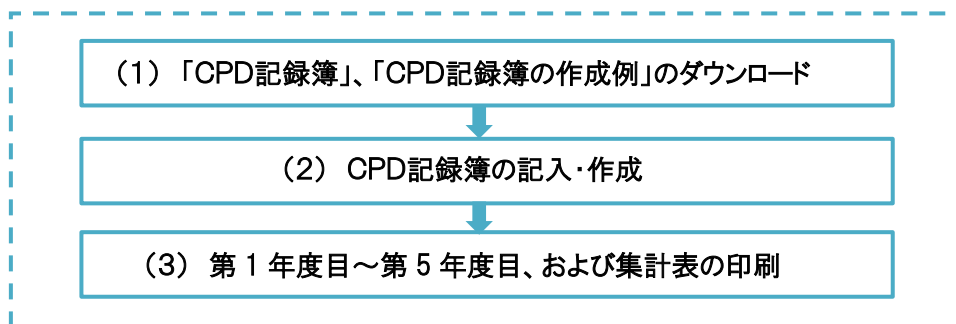 （1）「CPD記録簿」、「CPD記録簿の作成例」のダウンロード
（2） CPD記録簿の記入・作成
（3） 第 1 年度目～第 5 年度目、および集計表の印刷